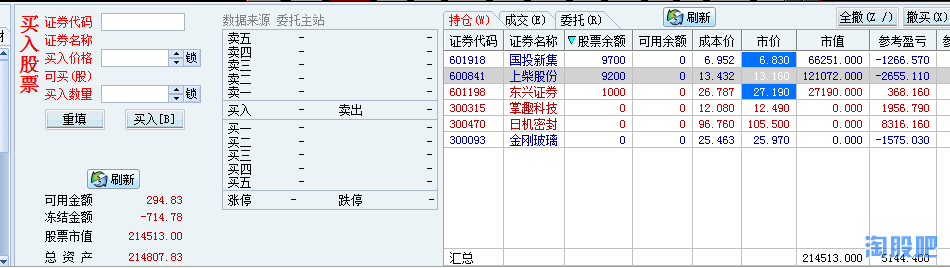 买入股票
证券代码
证券名称
买入价格 锁
可买(股)
买入数量 锁
重填 买入[B]
刷新
可用金额 294.83
冻结金额 -714.78
股票市值 214513.00
总 资 产 214807.83
数据来源 委托主站
卖五 - -
卖四 - -
卖三 - -
卖二 - -
卖一 - -
买入 - 卖出 -
买一 - -
买二 - -
买三 - -
买四 - -
买五 - -
涨停 - 跌停 -
持仓(W) 成交(E) 委托(R) 刷新 全撤(Z /) 撤买(X
证券代码 证券名称 股票余额 可用余额 成本价 市价 市值 参考盈亏
601918 国投新集 9700 0 6.952 6.830 66251.000 -1266.570
600841 上柴股份 9200 0 13.432 13.160 121072.000 -2655.110
601198 东兴证券 1000 0 26.787 27.190 27190.000 368.160
300315 掌趣科技 0 0 12.080 12.490 0.000 1956.790
300470 日机密封 0 0 96.760 105.500 0.000 8316.160
300093 金刚玻璃 0 0 25.463 25.970 0.000 -1575.030
汇总 214513.000 5144.400
淘股吧